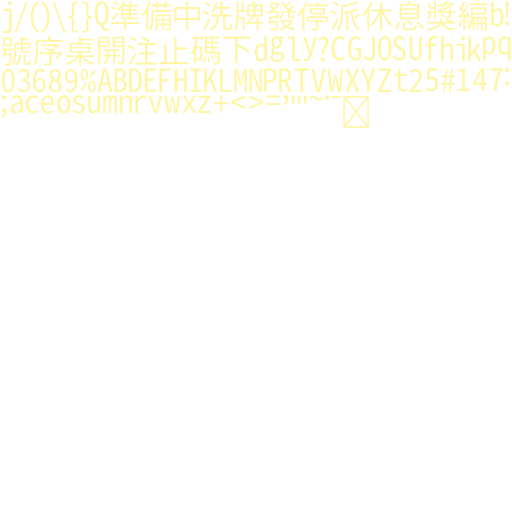 j/()\{}Q準備中洗牌發停派休息獎編b!
號序桌開注止碼下dgly?CGJOSUfhikpq
03689%ABDEFHIKLMNPRTVWXYZt25#147:
;aceosumnrvwxz+<>=,"'~